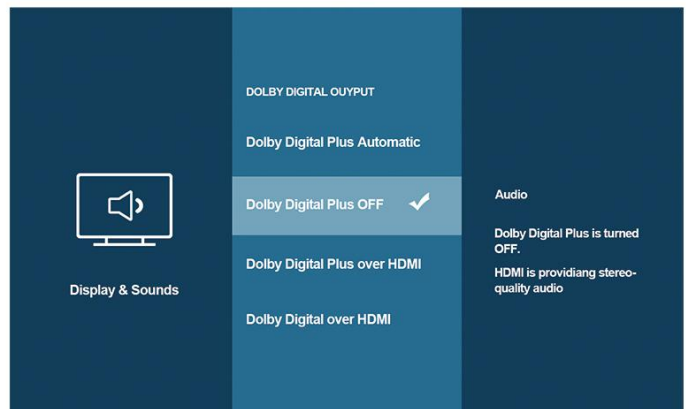 Display & Sounds
DOLBY DIGITAL OUYPUT
Dolby Digital Plus Automatic
Dolby Digital Plus OFF
Dolby Digital Plus over HDMI
Dolby Digital over HDMI
Audio
Dolby Digital Plus is turned
OFF.
HDMI is providiang stereo-
quality audio